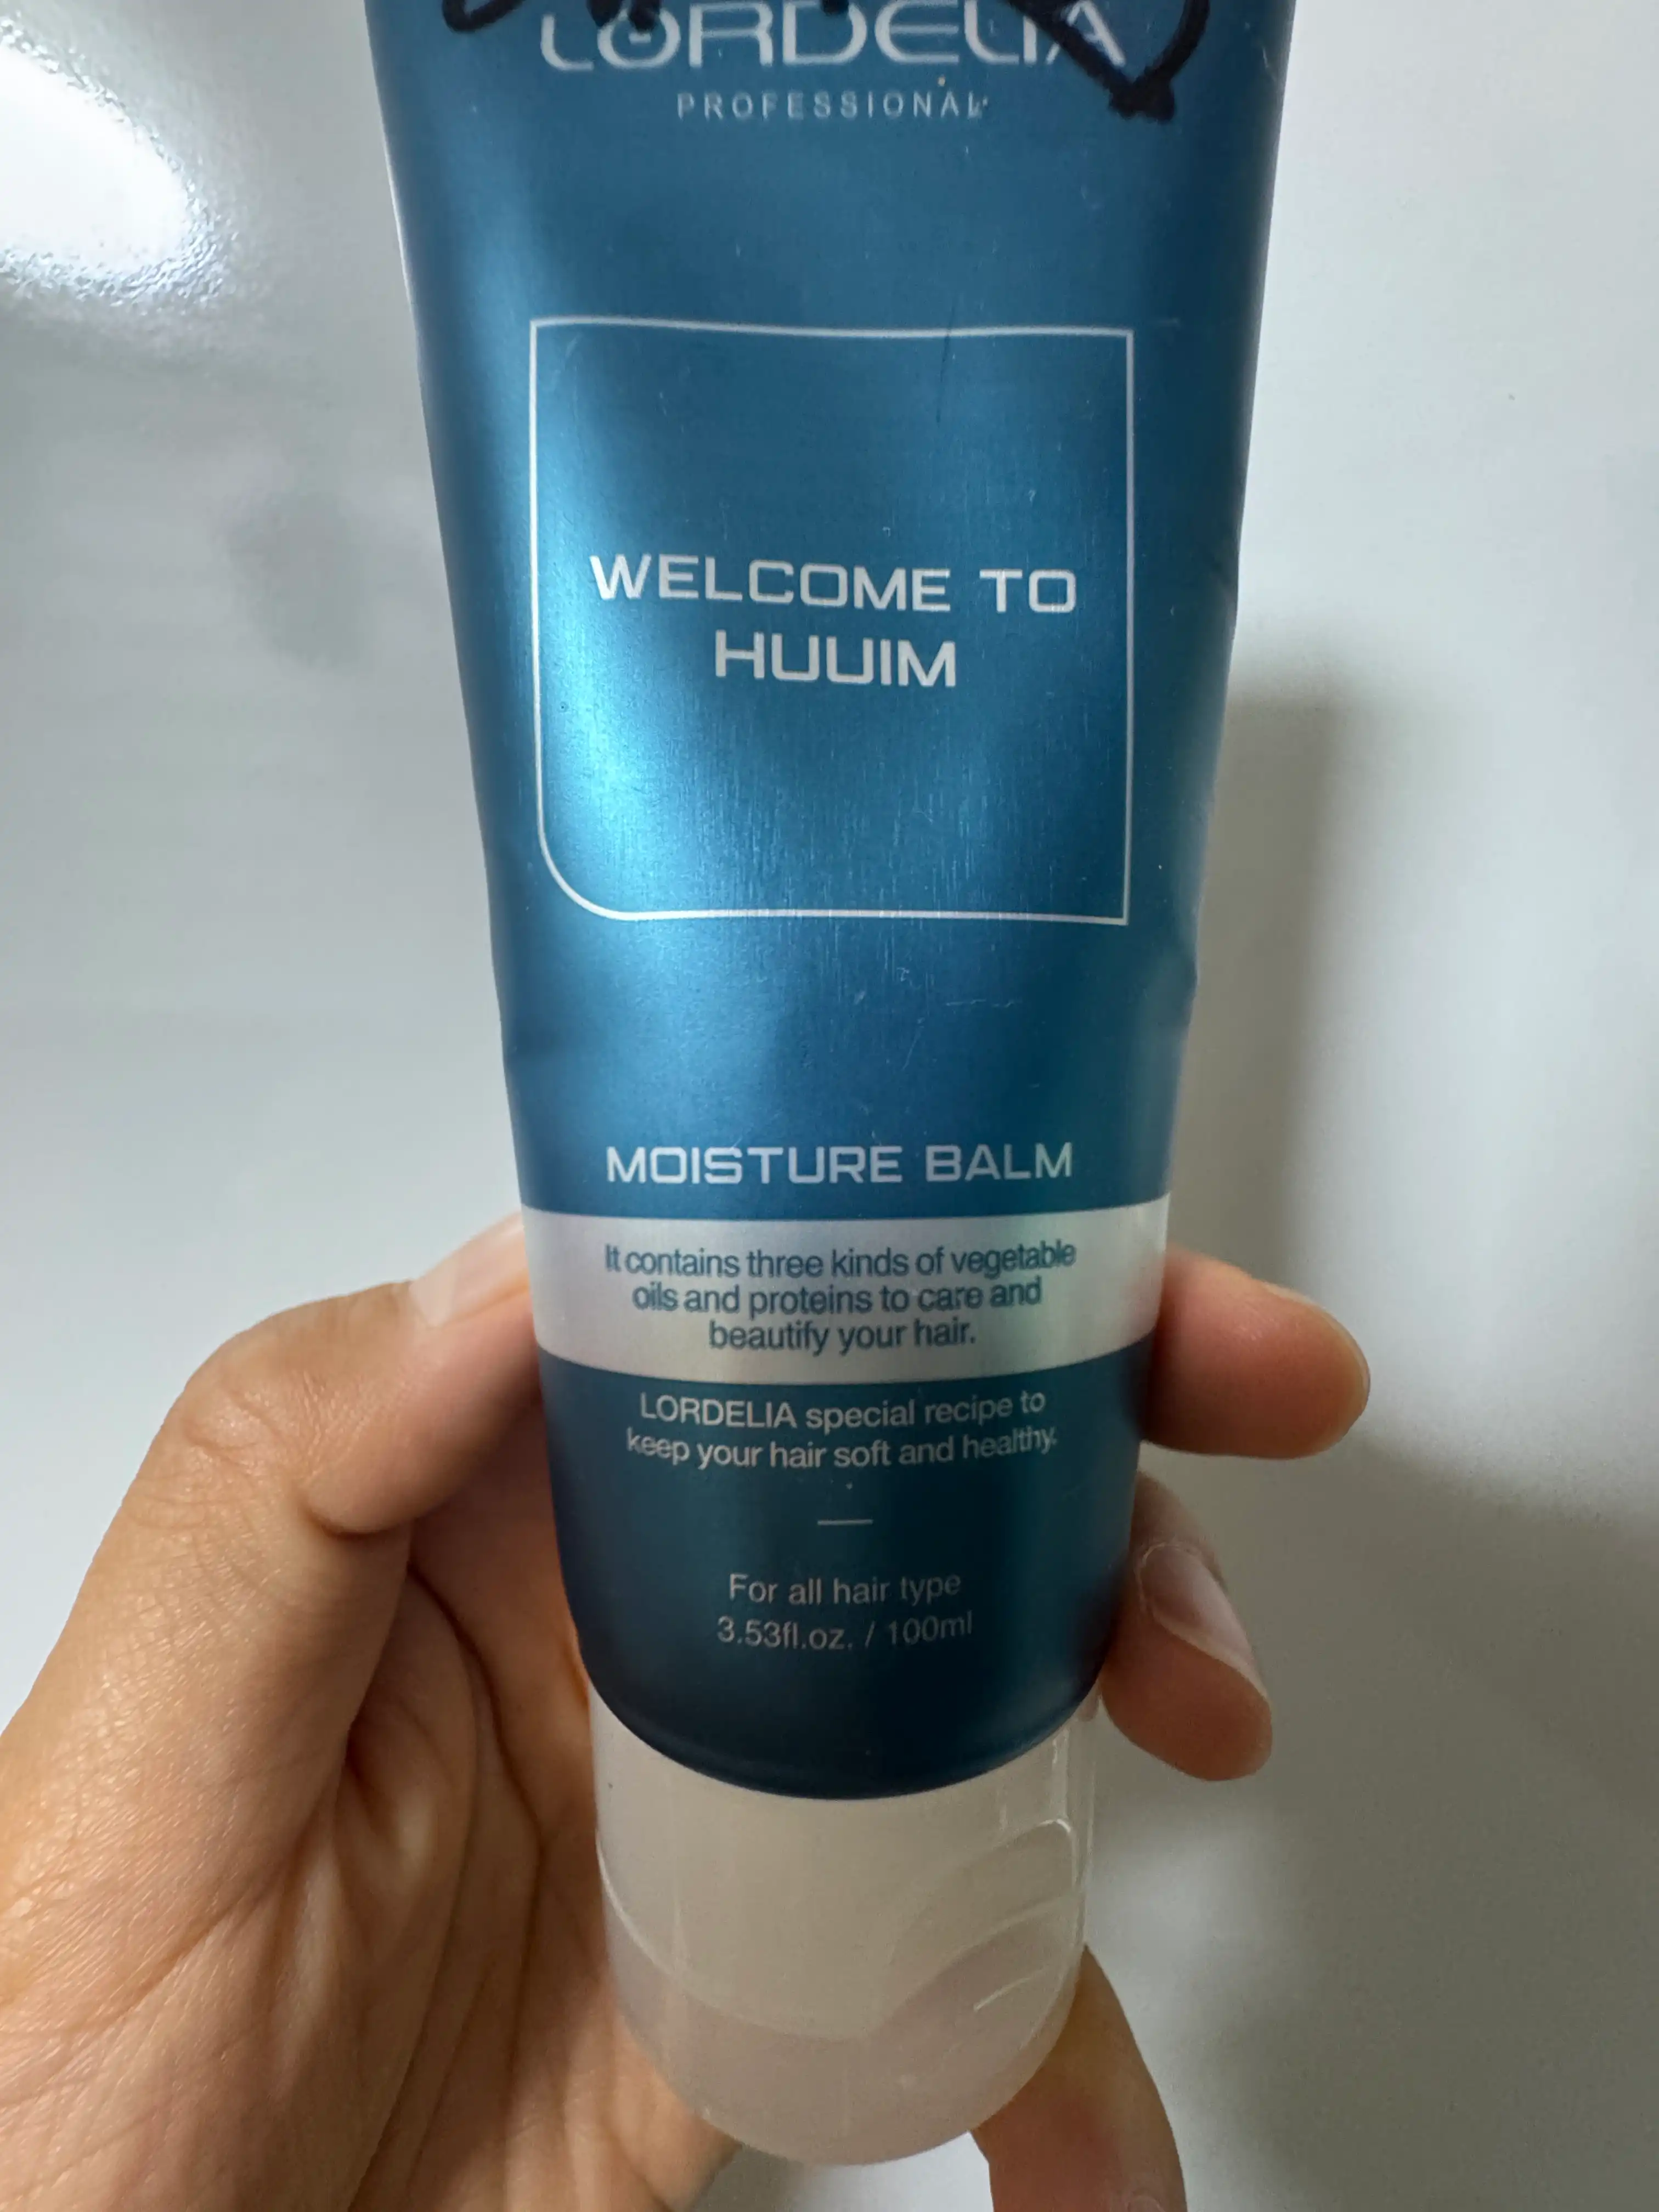 LORDELIA
PROFESSIONAL
WELCOME TO
HUUIM
MOISTURE BALM
It contains three kinds of vegetable
oils and proteins to care and
beautify your hair.
LORDELIA special recipe to
keep your hair soft and healthy.
For all hair type
3.53fl.oz. / 100ml